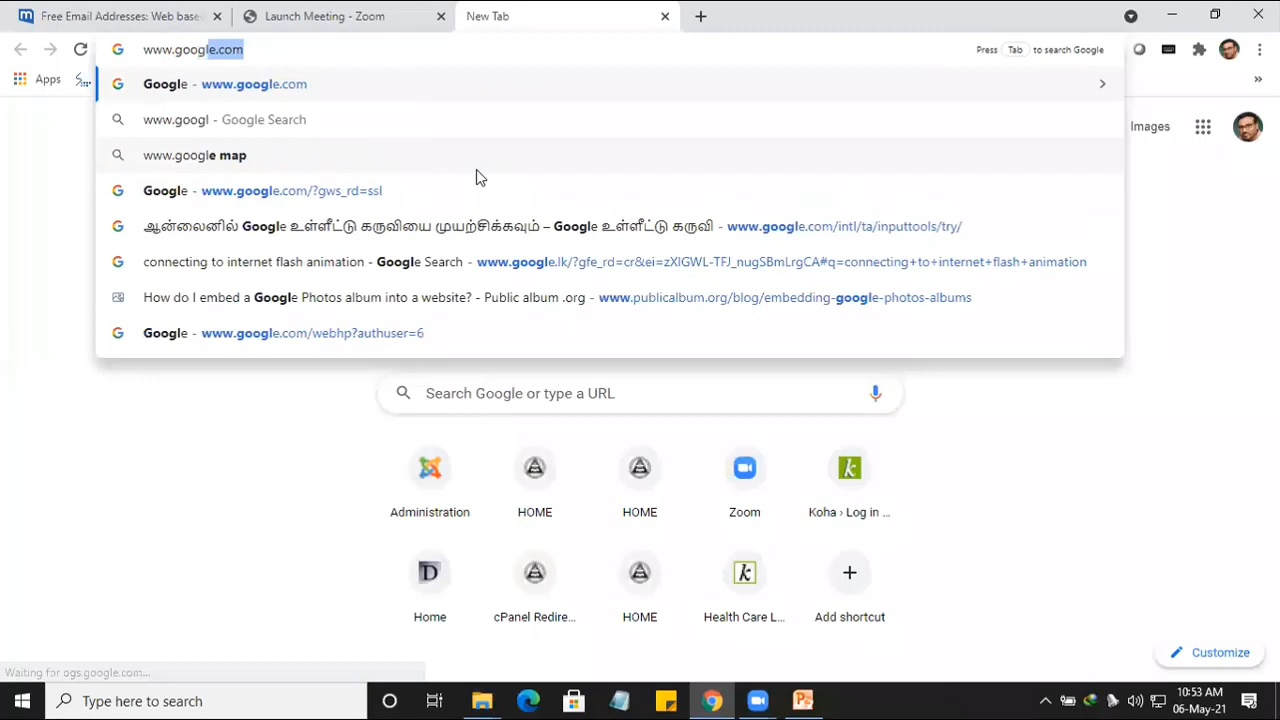 Free Email Addresses: Web base
Launch Meeting - Zoom
New Tab
www.google.com
Press Tab to search Google
Apps
Google - www.google.com
www.googl - Google Search
www.google map
Google - www.google.com/?gws_rd=ssl
ஆன்லைனில் Google உள்ளீட்டு கருவியை முயற்சிக்கவும் – Google உள்ளீட்டு கருவி - www.google.com/intl/ta/inputtools/try/
connecting to internet flash animation - Google Search - www.google.lk/?gfe_rd=cr&ei=zXlGWL-TFJ_nugSBmLrgCA#q=connecting+to+internet+flash+animation
How do I embed a Google Photos album into a website? - Public album .org - www.publicalbum.org/blog/embedding-google-photos-albums
Google - www.google.com/webhp?authuser=6
Images
Search Google or type a URL
Administration
HOME
HOME
Zoom
Koha › Log in ...
Home
cPanel Redire...
HOME
Health Care L...
Add shortcut
Customize
Waiting for ogs.google.com...
Type here to search
10:53 AM
06-May-21